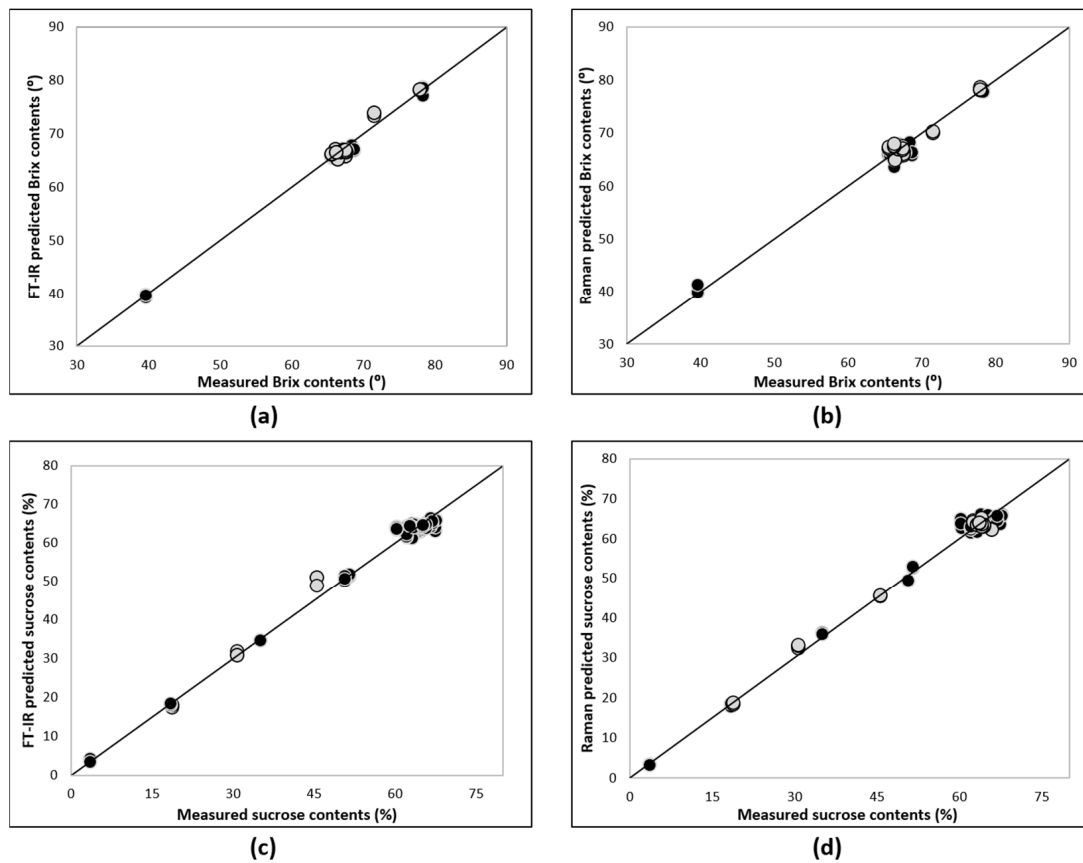 FT-IR predicted Brix contents (⁰)
90
80
70
60
50
40
30
30 40 50 60 70 80 90
Measured Brix contents (⁰)
(a)
Raman predicted Brix contents (⁰)
90
80
70
60
50
40
30
30 40 50 60 70 80 90
Measured Brix contents (⁰)
(b)
FT-IR predicted sucrose contents (%)
80
70
60
50
40
30
20
10
0
0 15 30 45 60 75
Measured sucrose contents (%)
(c)
Raman predicted sucrose contents (%)
80
70
60
50
40
30
20
10
0
0 15 30 45 60 75
Measured sucrose contents (%)
(d)